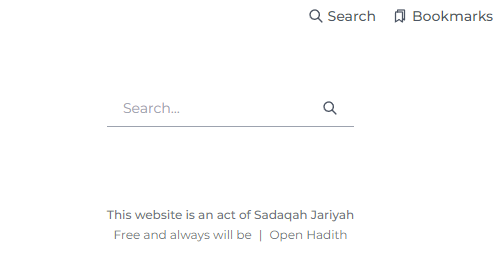 Search Bookmarks
Search...
This website is an act of Sadaqah Jariyah
Free and always will be | Open Hadith